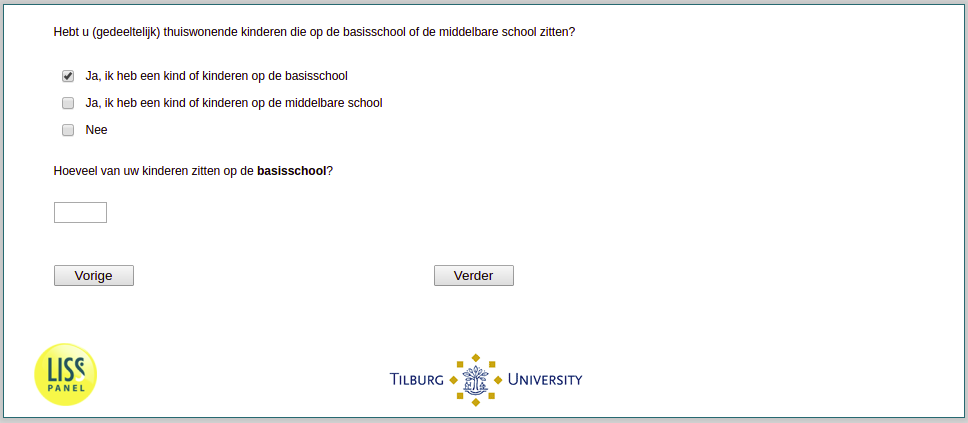 Hebt u (gedeeltelijk) thuiswonende kinderen die op de basisschool of de middelbare school zitten?
Ja, ik heb een kind of kinderen op de basisschool
Ja, ik heb een kind of kinderen op de middelbare school
Nee
Hoeveel van uw kinderen zitten op de basisschool?
Vorige
Verder
LISS
PANEL
TILBURG UNIVERSITY